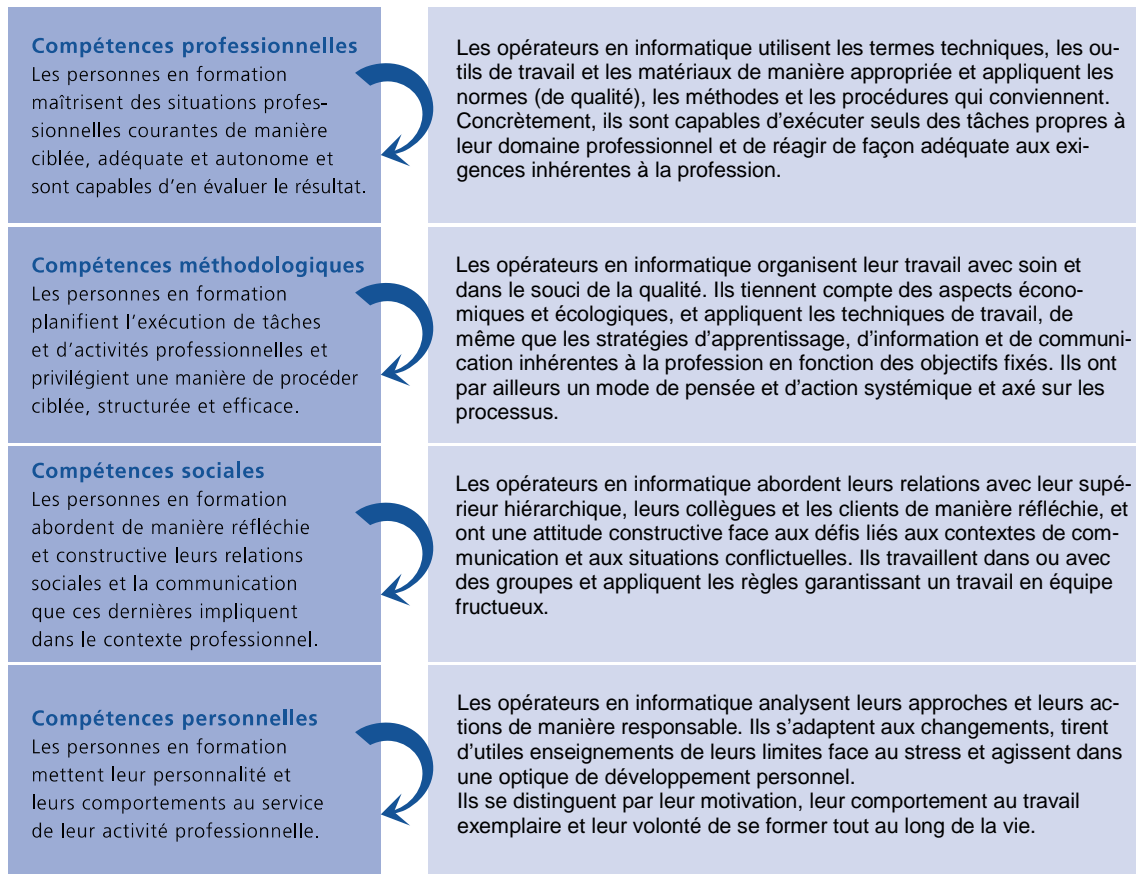 Compétences professionnelles
Les personnes en formation
maîtrisent des situations profes-
sionnelles courantes de manière
ciblée, adéquate et autonome et
sont capables d’en évaluer le résultat.
Les opérateurs en informatique utilisent les termes techniques, les ou-
tils de travail et les matériaux de manière appropriée et appliquent les
normes (de qualité), les méthodes et les procédures qui conviennent.
Concrètement, ils sont capables d’exécuter seuls des tâches propres à
leur domaine professionnel et de réagir de façon adéquate aux exi-
gences inhérentes à la profession.
Compétences méthodologiques
Les personnes en formation
planifient l’exécution de tâches
et d’activités professionnelles et
privilégient une manière de procéder
ciblée, structurée et efficace.
Les opérateurs en informatique organisent leur travail avec soin et
dans le souci de la qualité. Ils tiennent compte des aspects écono-
miques et écologiques, et appliquent les techniques de travail, de
même que les stratégies d’apprentissage, d’information et de communi-
cation inhérentes à la profession en fonction des objectifs fixés. Ils ont
par ailleurs un mode de pensée et d’action systémique et axé sur les
processus.
Compétences sociales
Les personnes en formation
abordent de manière réfléchie
et constructive leurs relations
sociales et la communication
que ces dernières impliquent
dans le contexte professionnel.
Les opérateurs en informatique abordent leurs relations avec leur supé-
rieur hiérarchique, leurs collègues et les clients de manière réfléchie, et
ont une attitude constructive face aux défis liés aux contextes de com-
munication et aux situations conflictuelles. Ils travaillent dans ou avec
des groupes et appliquent les règles garantissant un travail en équipe
fructueux.
Compétences personnelles
Les personnes en formation
mettent leur personnalité et
leurs comportements au service
de leur activité professionnelle.
Les opérateurs en informatique analysent leurs approches et leurs ac-
tions de manière responsable. Ils s’adaptent aux changements, tirent
d’utiles enseignements de leurs limites face au stress et agissent dans
une optique de développement personnel.
Ils se distinguent par leur motivation, leur comportement au travail
exemplaire et leur volonté de se former tout au long de la vie.